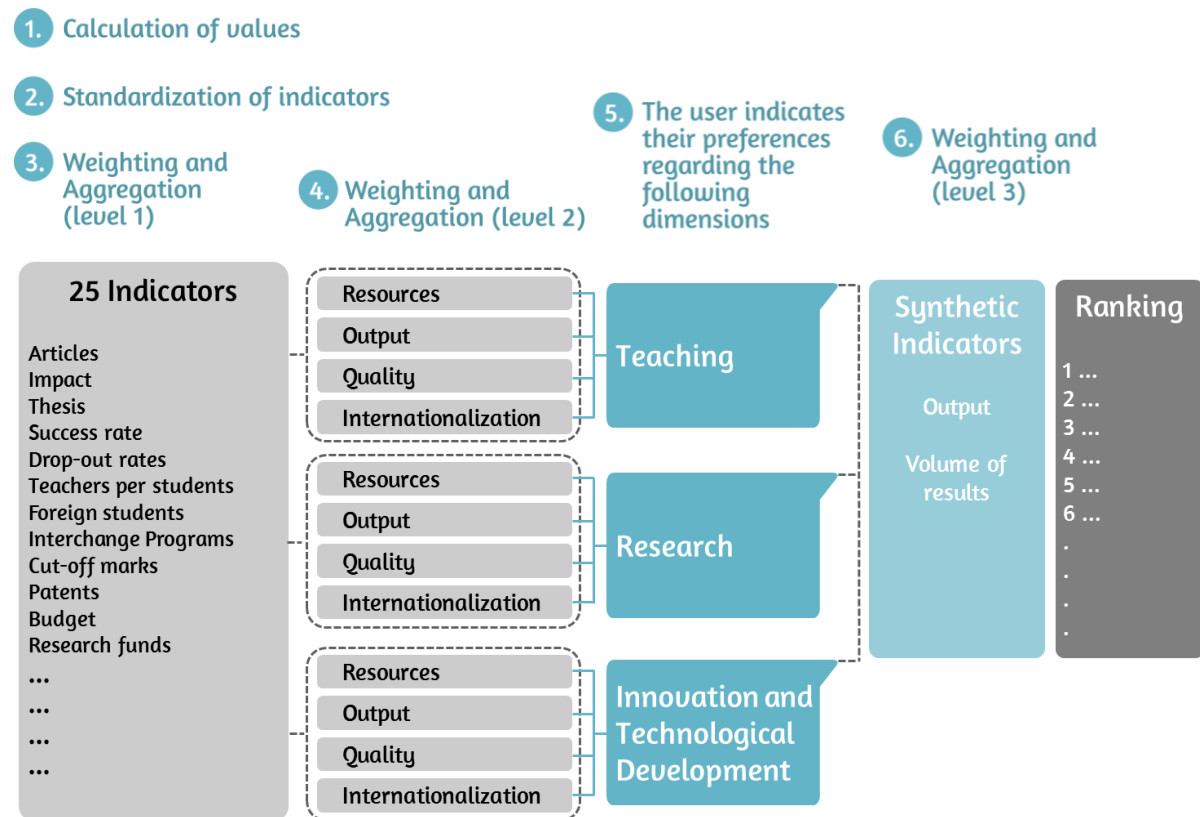 1. Calculation of values
2. Standardization of indicators
3. Weighting and
Aggregation
(level 1)
4. Weighting and
Aggregation (level 2)
5. The user indicates
their preferences
regarding the
following
dimensions
6. Weighting and
Aggregation
(level 3)
25 Indicators
Articles
Impact
Thesis
Success rate
Drop-out rates
Teachers per students
Foreign students
Interchange Programs
Cut-off marks
Patents
Budget
Research funds
...
...
...
...
Resources
Output
Quality
Internationalization
Resources
Output
Quality
Internationalization
Resources
Output
Quality
Internationalization
Teaching
Research
Innovation and
Technological
Development
Synthetic
Indicators
Output
Volume of
results
Ranking
1 ...
2 ...
3 ...
4 ...
5 ...
6 ...
.
.
.
.